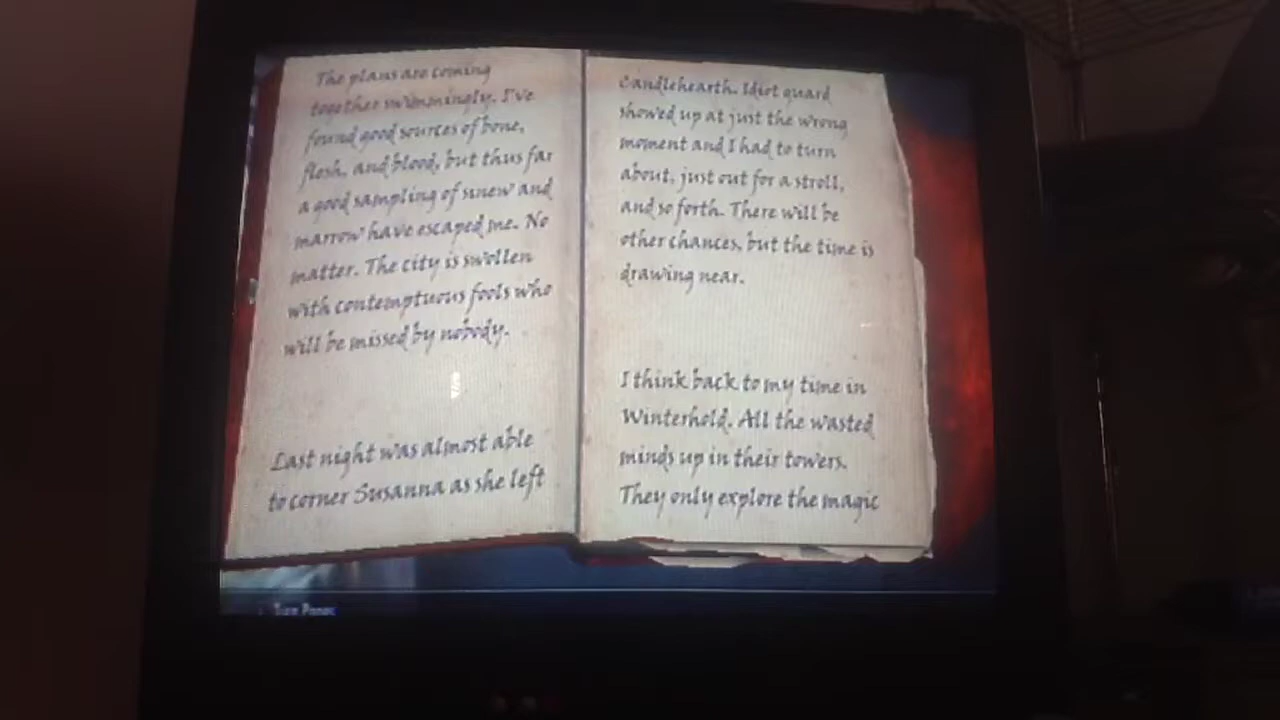 The plans are coming
together swimmingly. I've
found good sources of bone,
flesh, and blood, but thus far
a good sampling of sinew and
marrow have escaped me. No
matter. The city is swollen
with contemptuous fools who
will be missed by nobody.
Last night was almost able
to corner Susanna as she left
Candlehearth. Idiot guard
showed up at just the wrong
moment and I had to turn
about, just out for a stroll,
and so forth. There will be
other chances, but the time is
drawing near.
I think back to my time in
Winterhold. All the wasted
minds up in their towers.
They only explore the magic
Turn Pages